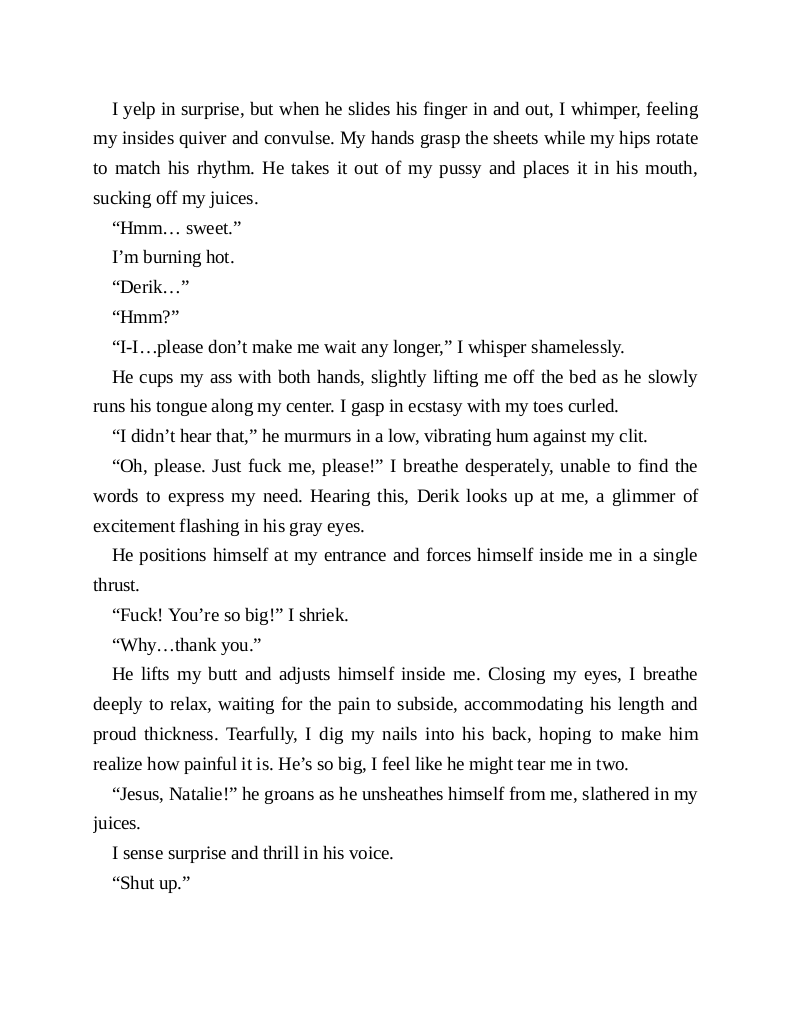 I yelp in surprise, but when he slides his finger in and out, I whimper, feeling
my insides quiver and convulse. My hands grasp the sheets while my hips rotate
to match his rhythm. He takes it out of my pussy and places it in his mouth,
sucking off my juices.
“Hmm… sweet.”
I’m burning hot.
“Derik…”
“Hmm?”
“I-I…please don’t make me wait any longer,” I whisper shamelessly.
He cups my ass with both hands, slightly lifting me off the bed as he slowly
runs his tongue along my center. I gasp in ecstasy with my toes curled.
“I didn’t hear that,” he murmurs in a low, vibrating hum against my clit.
“Oh, please. Just fuck me, please!” I breathe desperately, unable to find the
words to express my need. Hearing this, Derik looks up at me, a glimmer of
excitement flashing in his gray eyes.
He positions himself at my entrance and forces himself inside me in a single
thrust.
“Fuck! You’re so big!” I shriek.
“Why…thank you.”
He lifts my butt and adjusts himself inside me. Closing my eyes, I breathe
deeply to relax, waiting for the pain to subside, accommodating his length and
proud thickness. Tearfully, I dig my nails into his back, hoping to make him
realize how painful it is. He’s so big, I feel like he might tear me in two.
“Jesus, Natalie!” he groans as he unsheathes himself from me, slathered in my
juices.
I sense surprise and thrill in his voice.
“Shut up.”